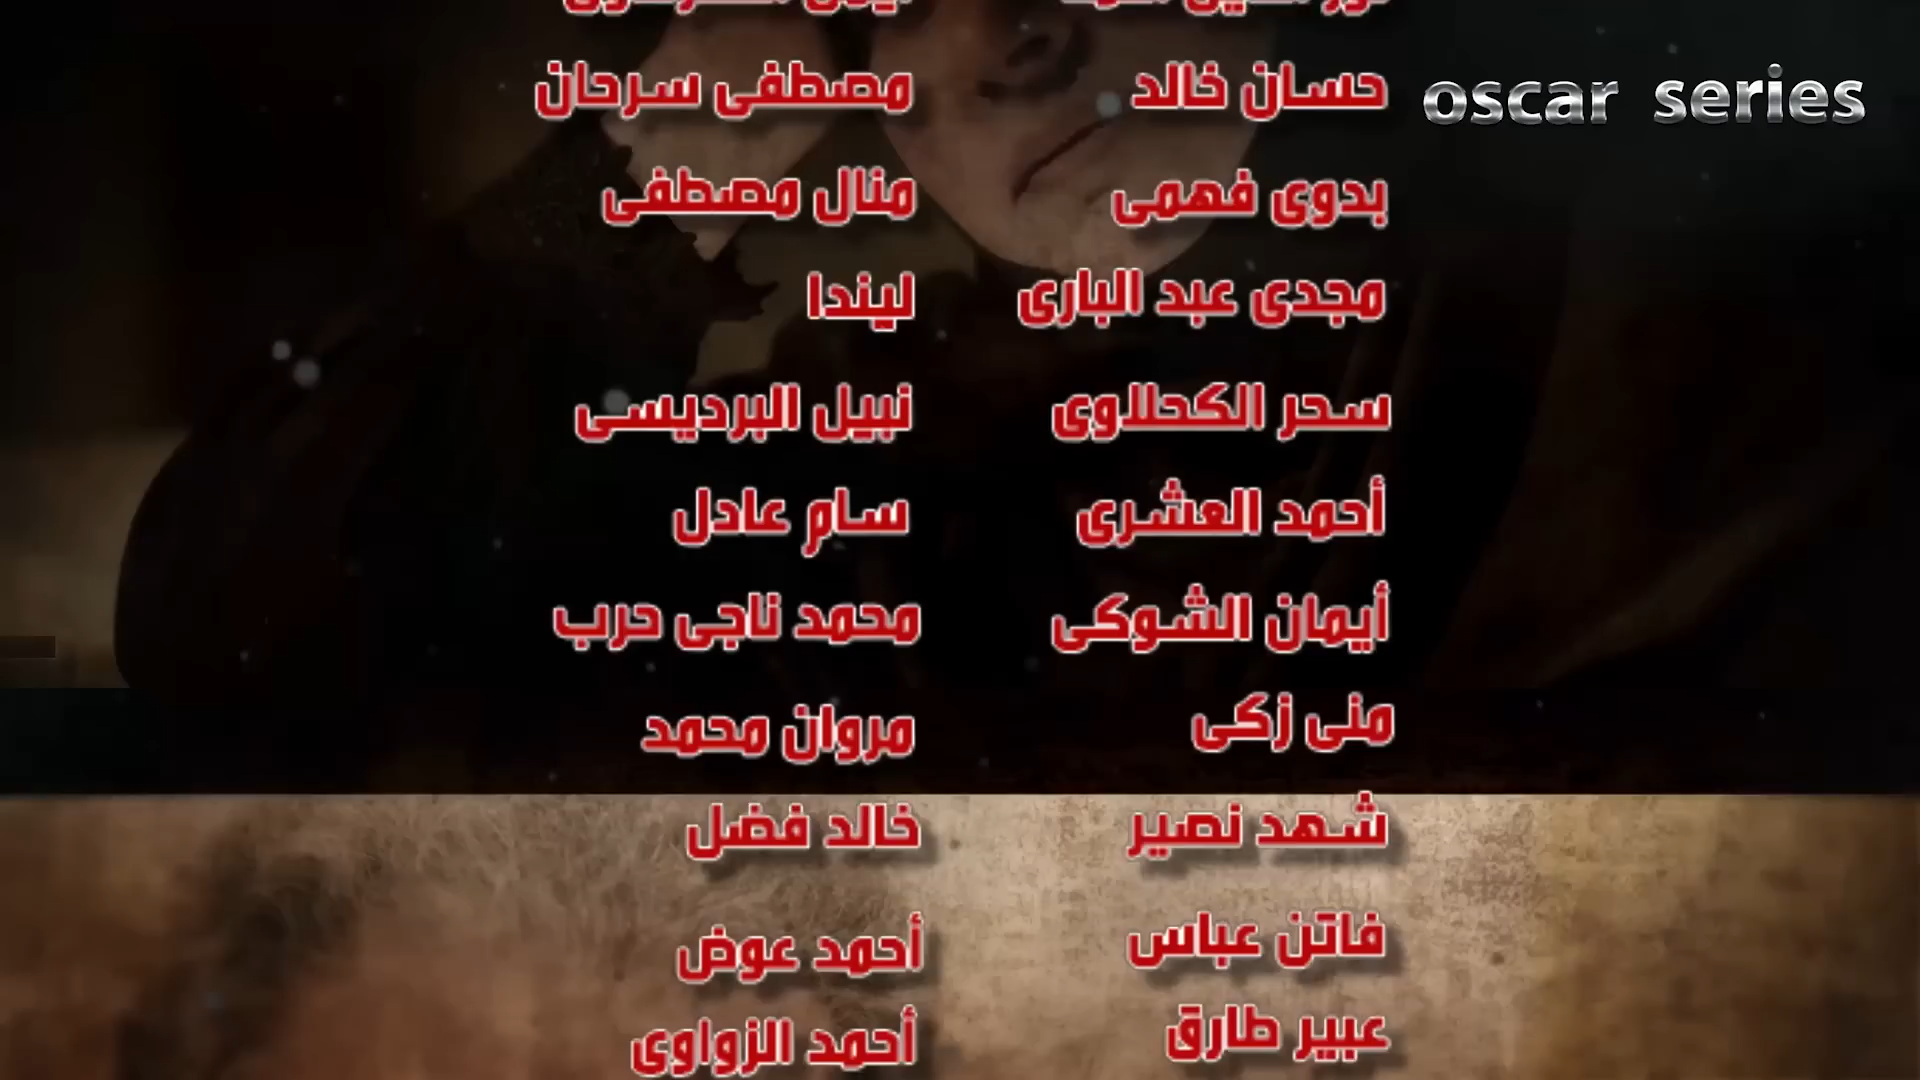 حسان خالد مصطفى سرحان
oscar series
بدوى فهمى منال مصطفى
مجدى عبد البارى ليندا
سحر الكحلاوى نبيل البرديسى
أحمد العشرى سام عادل
أيمان الشوكى محمد ناجى حرب
منى زكى مروان محمد
شهد نصير خالد فضل
فاتن عباس أحمد عوض
عبير طارق أحمد الزواوى